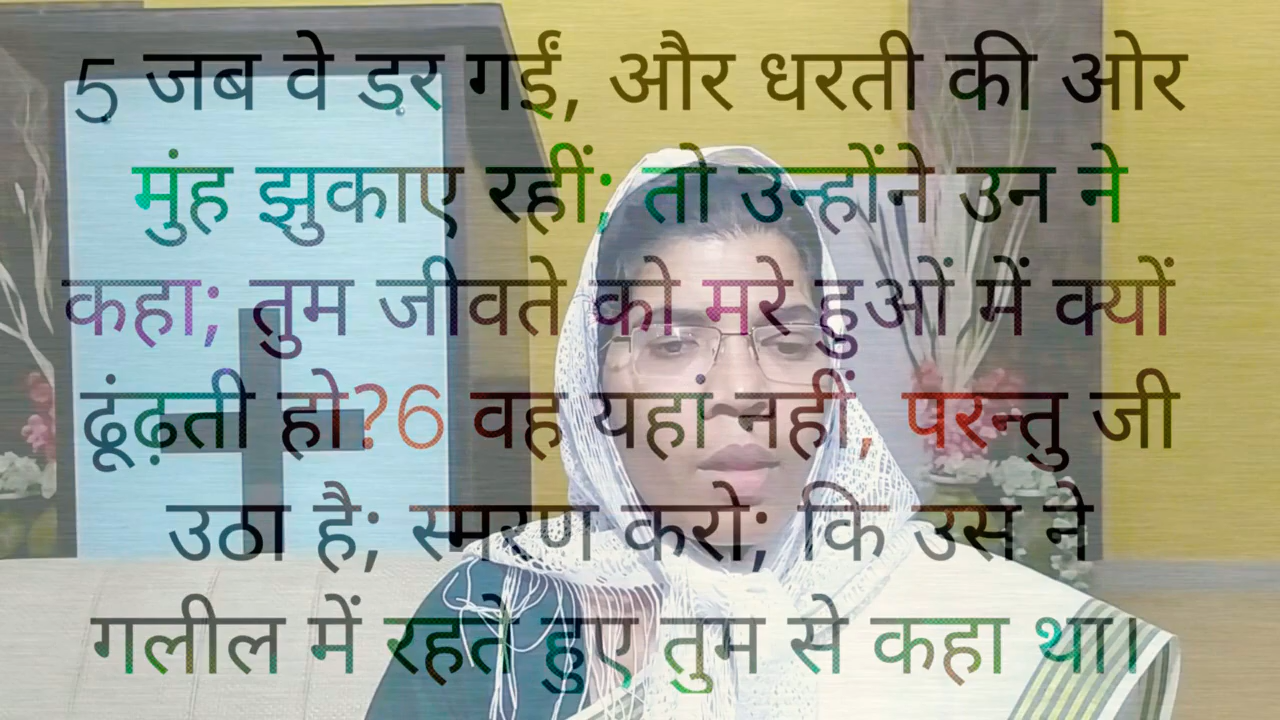 5 जब वे डर गईं, और धरती की ओर
मुंह झुकाए रहीं; तो उन्होंने उन ने
कहा; तुम जीवते को मरे हुओं में क्यों
ढूंढ़ती हो?6 वह यहां नहीं, परन्तु जी
उठा है; स्मरण करो; कि उस ने
गलील में रहते हुए तुम से कहा था।